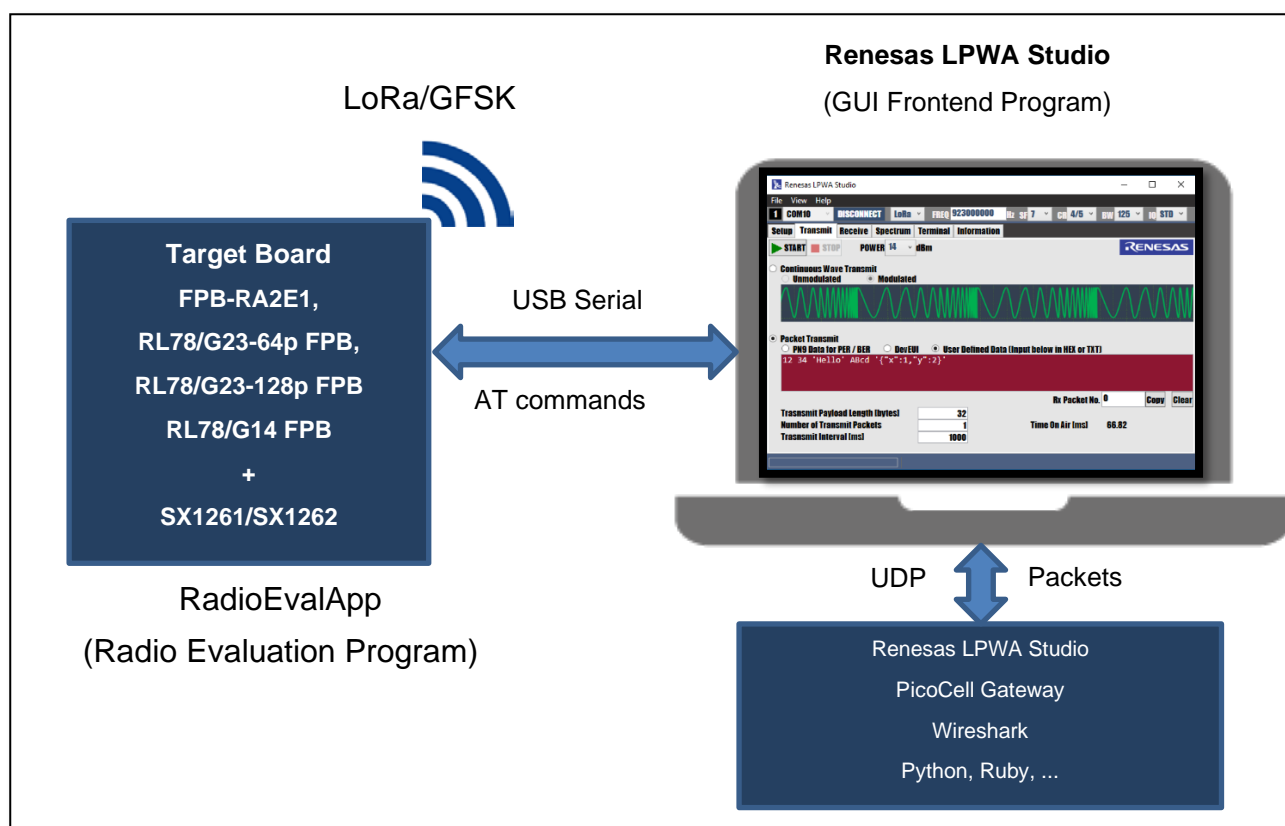 Renesas LPWA Studio
(GUI Frontend Program)
LoRa/GFSK
Target Board
FPB-RA2E1,
RL78/G23-64p FPB,
RL78/G23-128p FPB
RL78/G14 FPB
+
SX1261/SX1262
RadioEvalApp
(Radio Evaluation Program)
USB Serial
AT commands
Renesas LPWA Studio
File View Help
1 COM10 DISCONNECT LoRa FREQ 923000000 Hz SF 7 CR 4/5 BW 125 IQ STD
Setup Transmit Receive Spectrum Terminal Information
START STOP POWER 14 dBm RENESAS
Continuous Wave Transmit
Unmodulated Modulated
Packet Transmit
PN9 Data for PER / BER DevEUI User Defined Data (Input below in HEX or TXT)
12 34 'Hello' ABcd '{"x":1,"y":2}'
Rx Packet No. 0 Copy Clear
Trasnsmit Payload Length [bytes] 32
Number of Transmit Packets 1 Time On Air [ms] 66.82
Trasnsmit Interval [ms] 1000
UDP Packets
Renesas LPWA Studio
PicoCell Gateway
Wireshark
Python, Ruby, ...